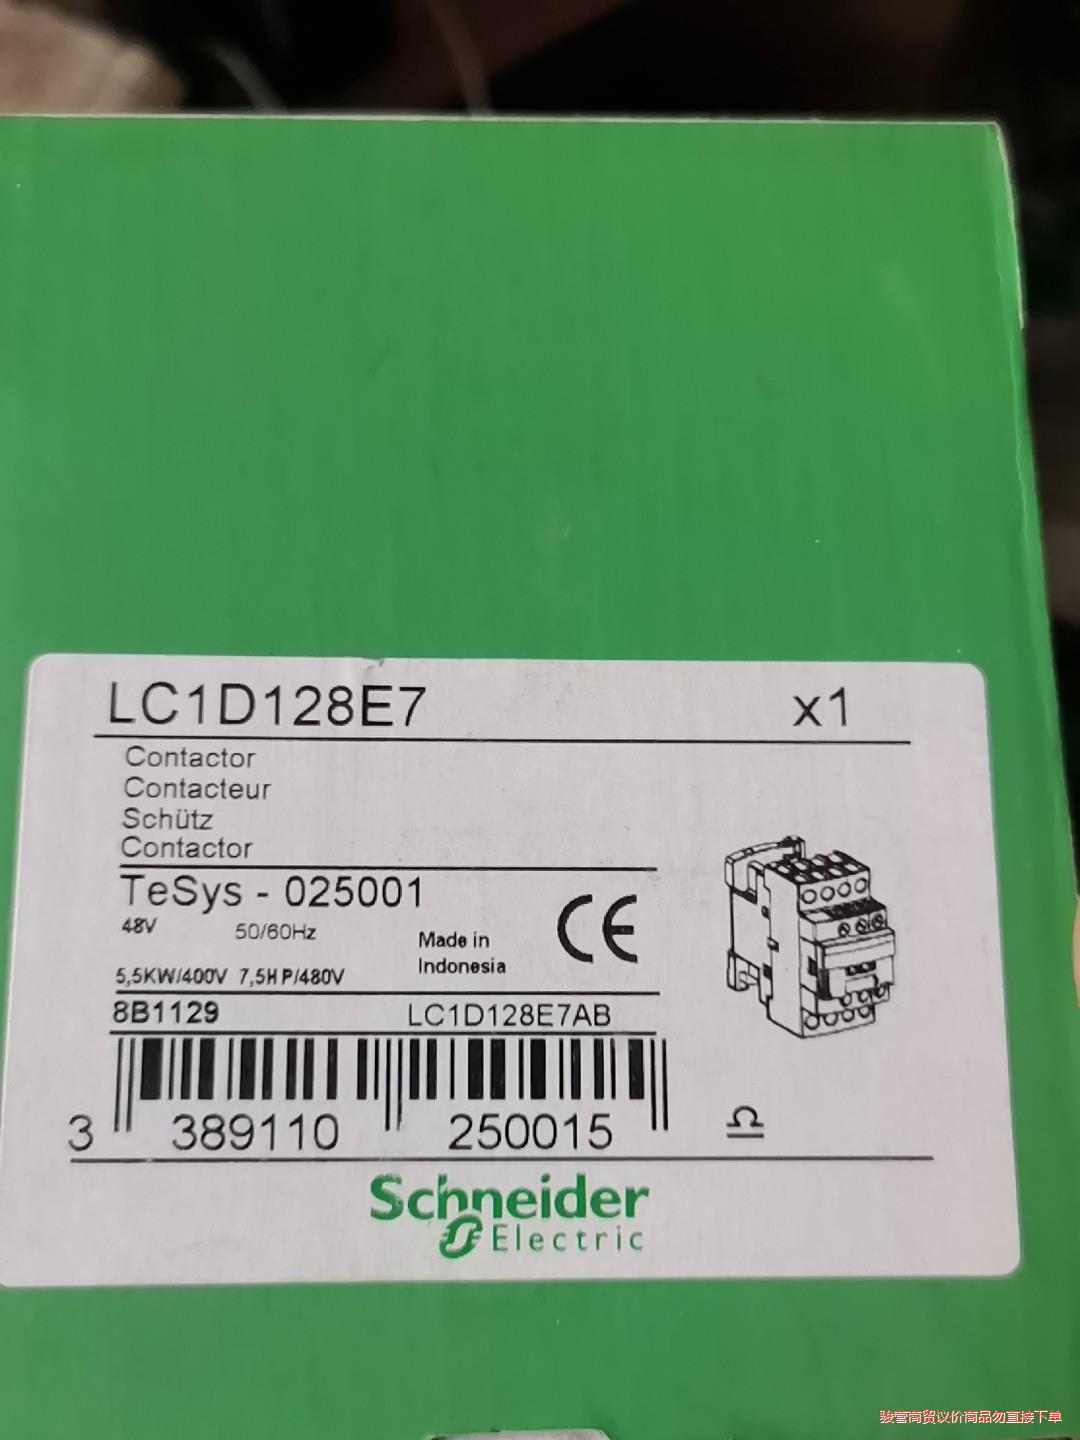 LC1D128E7 x1
Contactor
Contacteur
Schütz
Contactor
TeSys - 025001
48V 50/60Hz
Made in
Indonesia
CE
5,5KW/400V 7,5HP/480V
8B1129 LC1D128E7AB
3 389110 250015
Schneider
Electric
骏营商贸议价商品勿直接下单